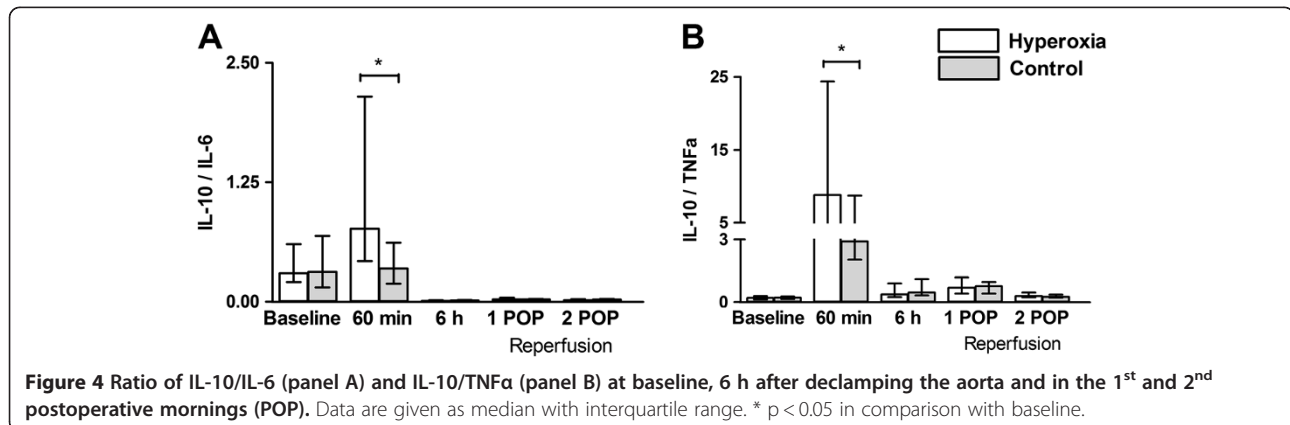 A
B
Hyperoxia
Control
2.50
1.25
0.00
IL-10 / IL-6
*
Baseline 60 min 6 h 1 POP 2 POP
Reperfusion
25
15
5
3
0
IL-10 / TNFa
*
Baseline 60 min 6 h 1 POP 2 POP
Reperfusion
Figure 4 Ratio of IL-10/IL-6 (panel A) and IL-10/TNFα (panel B) at baseline, 6 h after declamping the aorta and in the 1st and 2nd
postoperative mornings (POP). Data are given as median with interquartile range. * p < 0.05 in comparison with baseline.